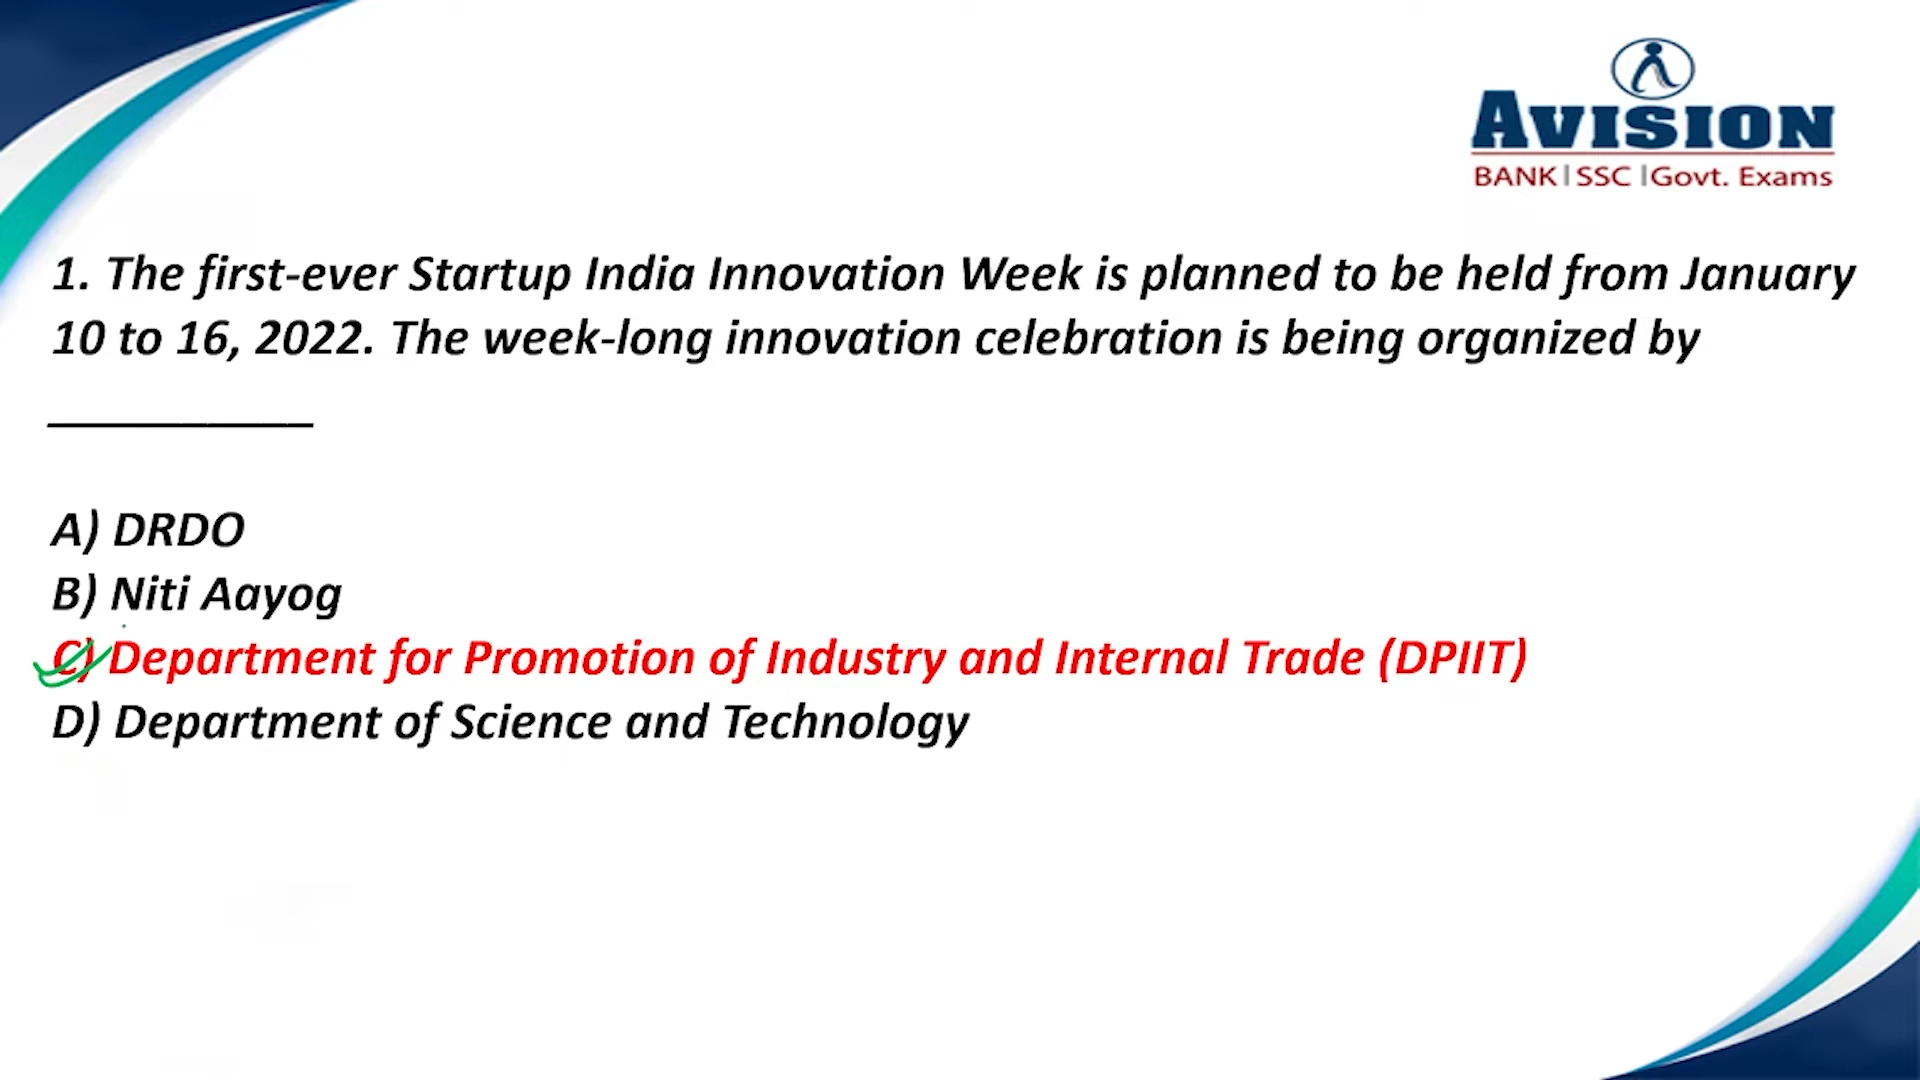 AVISION
BANK | SSC | Govt. Exams
1. The first-ever Startup India Innovation Week is planned to be held from January
10 to 16, 2022. The week-long innovation celebration is being organized by
___________
A) DRDO
B) Niti Aayog
C) Department for Promotion of Industry and Internal Trade (DPIIT)
D) Department of Science and Technology